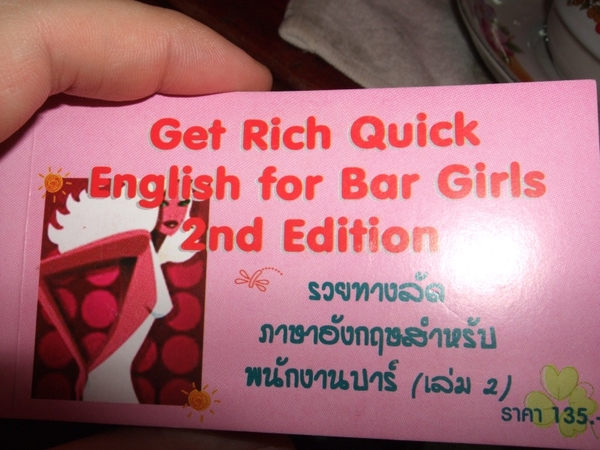 Get Rich Quick
English for Bar Girls
2nd Edition
รวยทางลัด
ภาษาอังกฤษสำหรับ
พนักงานบาร์ (เล่ม 2)
ราคา 135.-